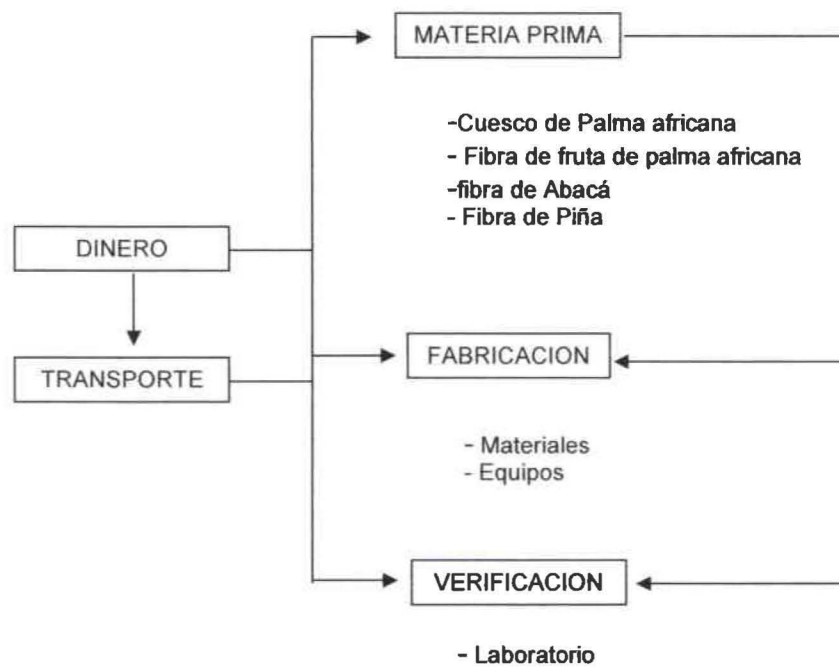 MATERIA PRIMA
-Cuesco de Palma africana
- Fibra de fruta de palma africana
-fibra de Abacá
- Fibra de Piña
DINERO
TRANSPORTE
FABRICACION
- Materiales
- Equipos
VERIFICACION
- Laboratorio